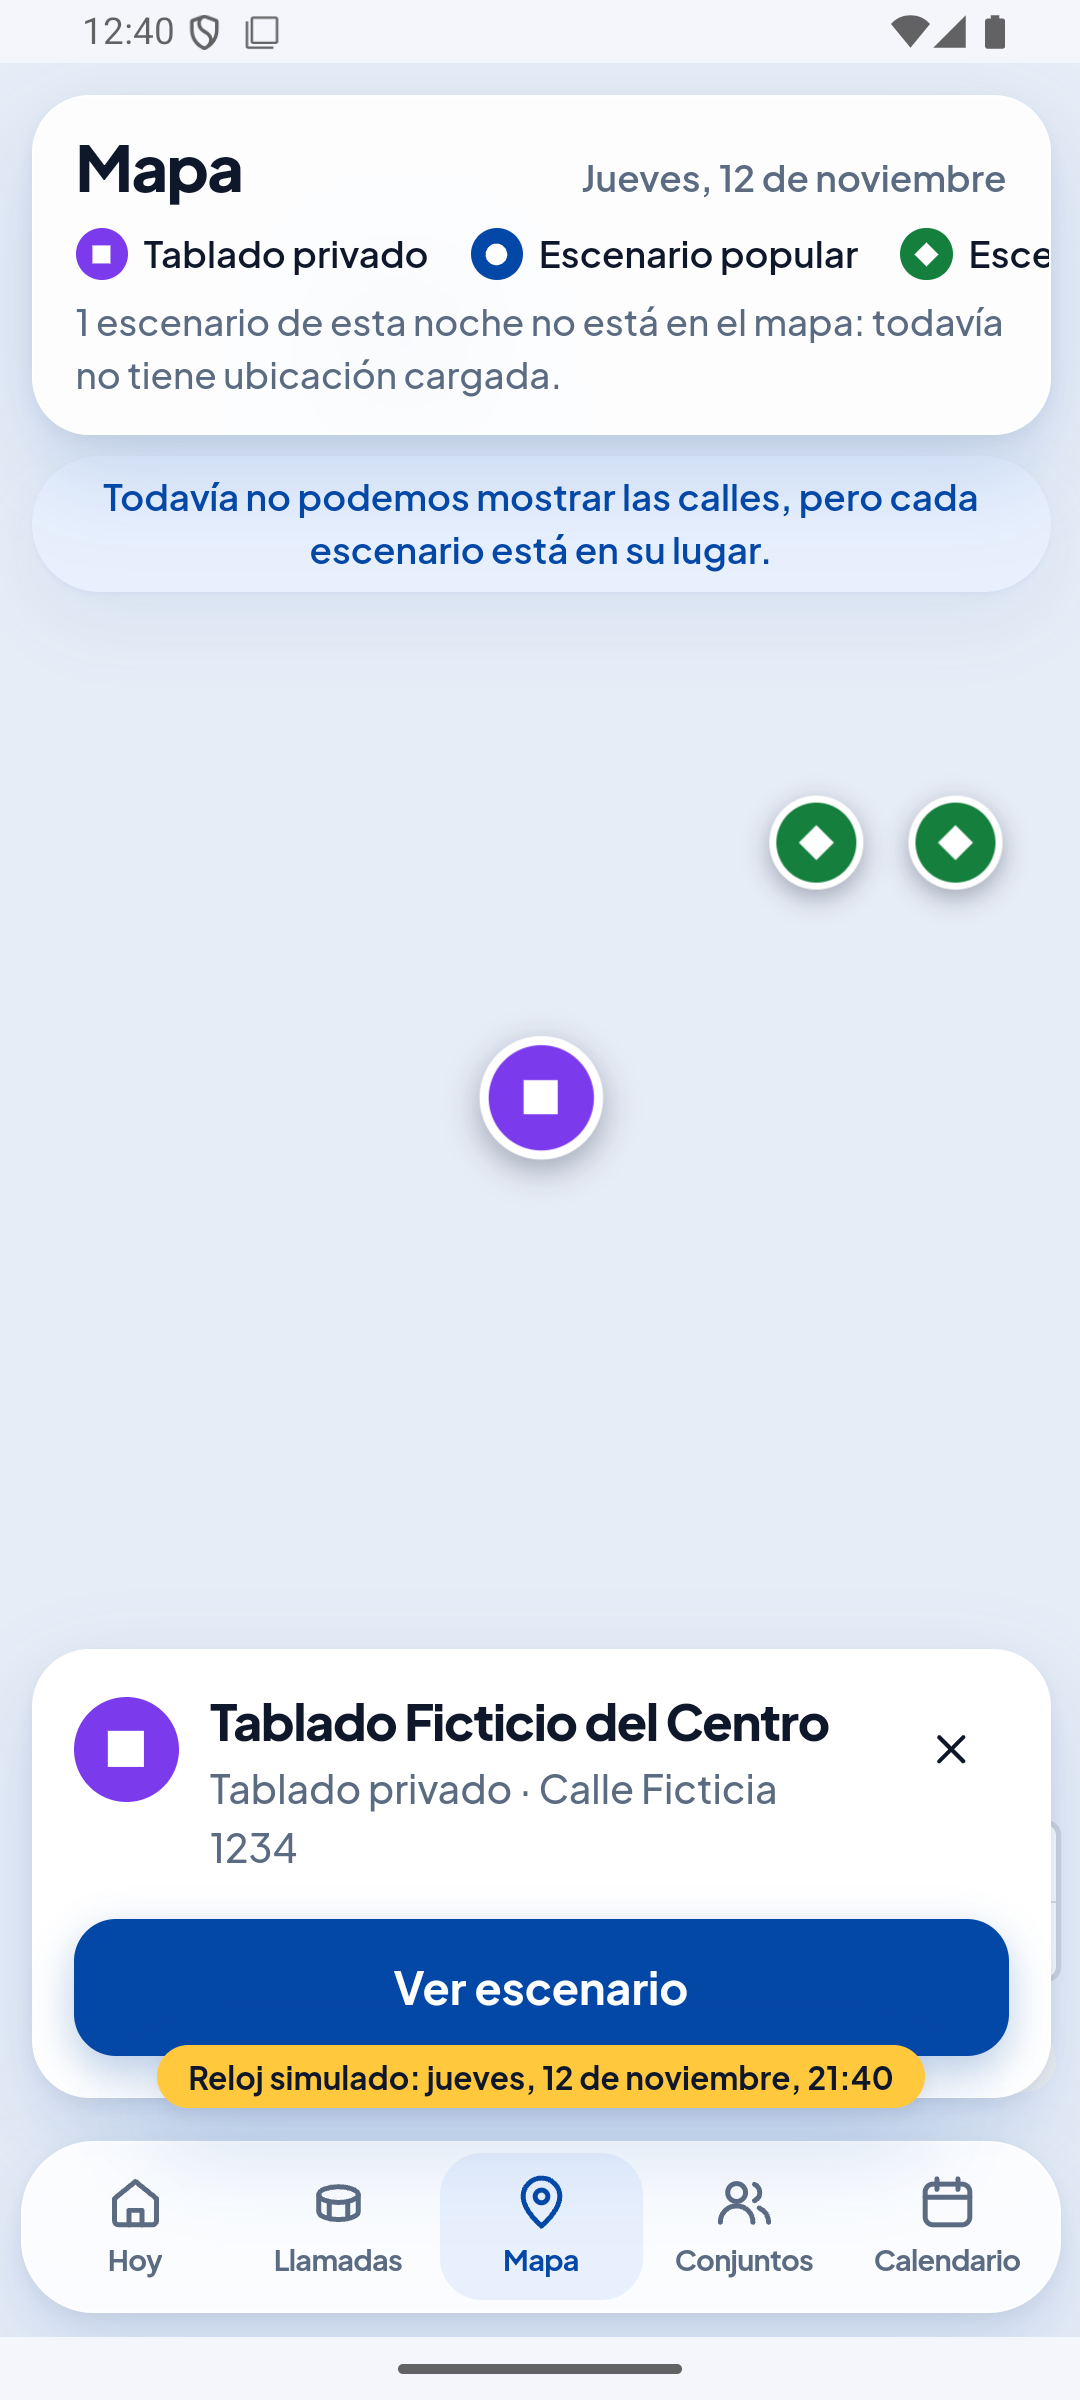 12:40
Mapa
Jueves, 12 de noviembre
Tablado privado
Escenario popular
Esce
1 escenario de esta noche no está en el mapa: todavía
no tiene ubicación cargada.
Todavía no podemos mostrar las calles, pero cada
escenario está en su lugar.
Tablado Ficticio del Centro
Tablado privado · Calle Ficticia
1234
Ver escenario
Reloj simulado: jueves, 12 de noviembre, 21:40
Hoy
Llamadas
Mapa
Conjuntos
Calendario